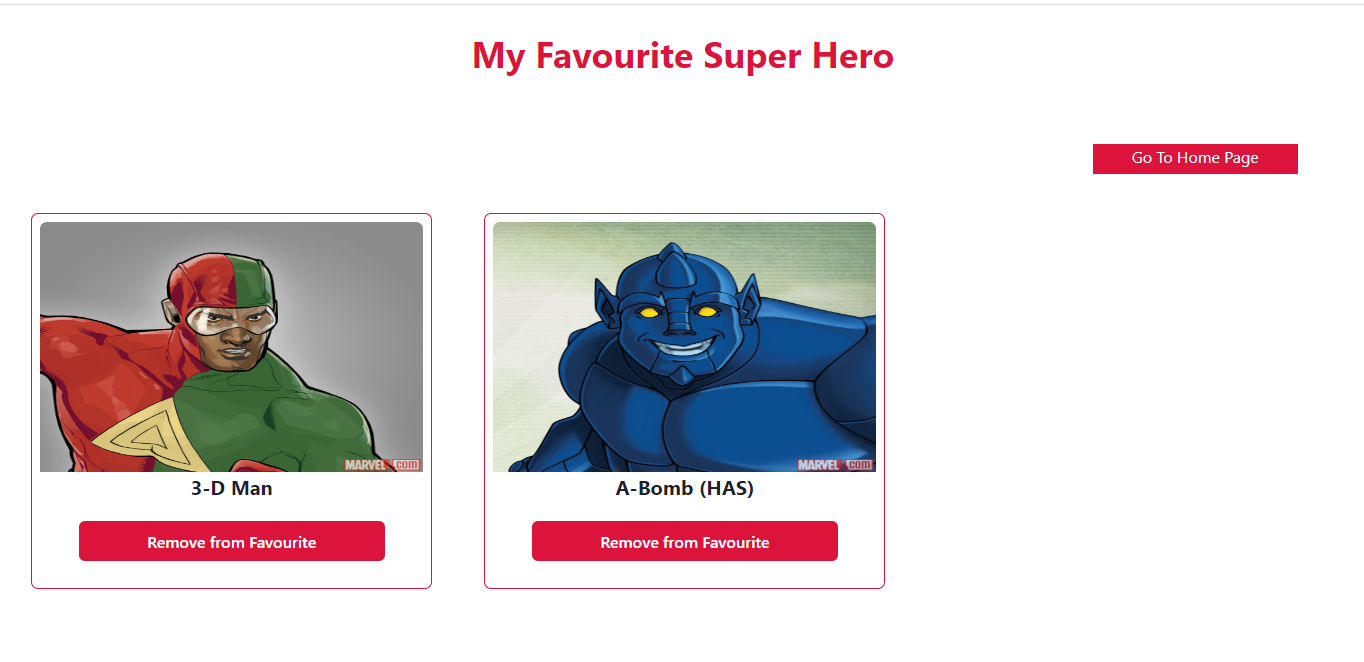 My Favourite Super Hero
Go To Home Page
MARVEL.com
MARVEL.com
3-D Man
A-Bomb (HAS)
Remove from Favourite
Remove from Favourite